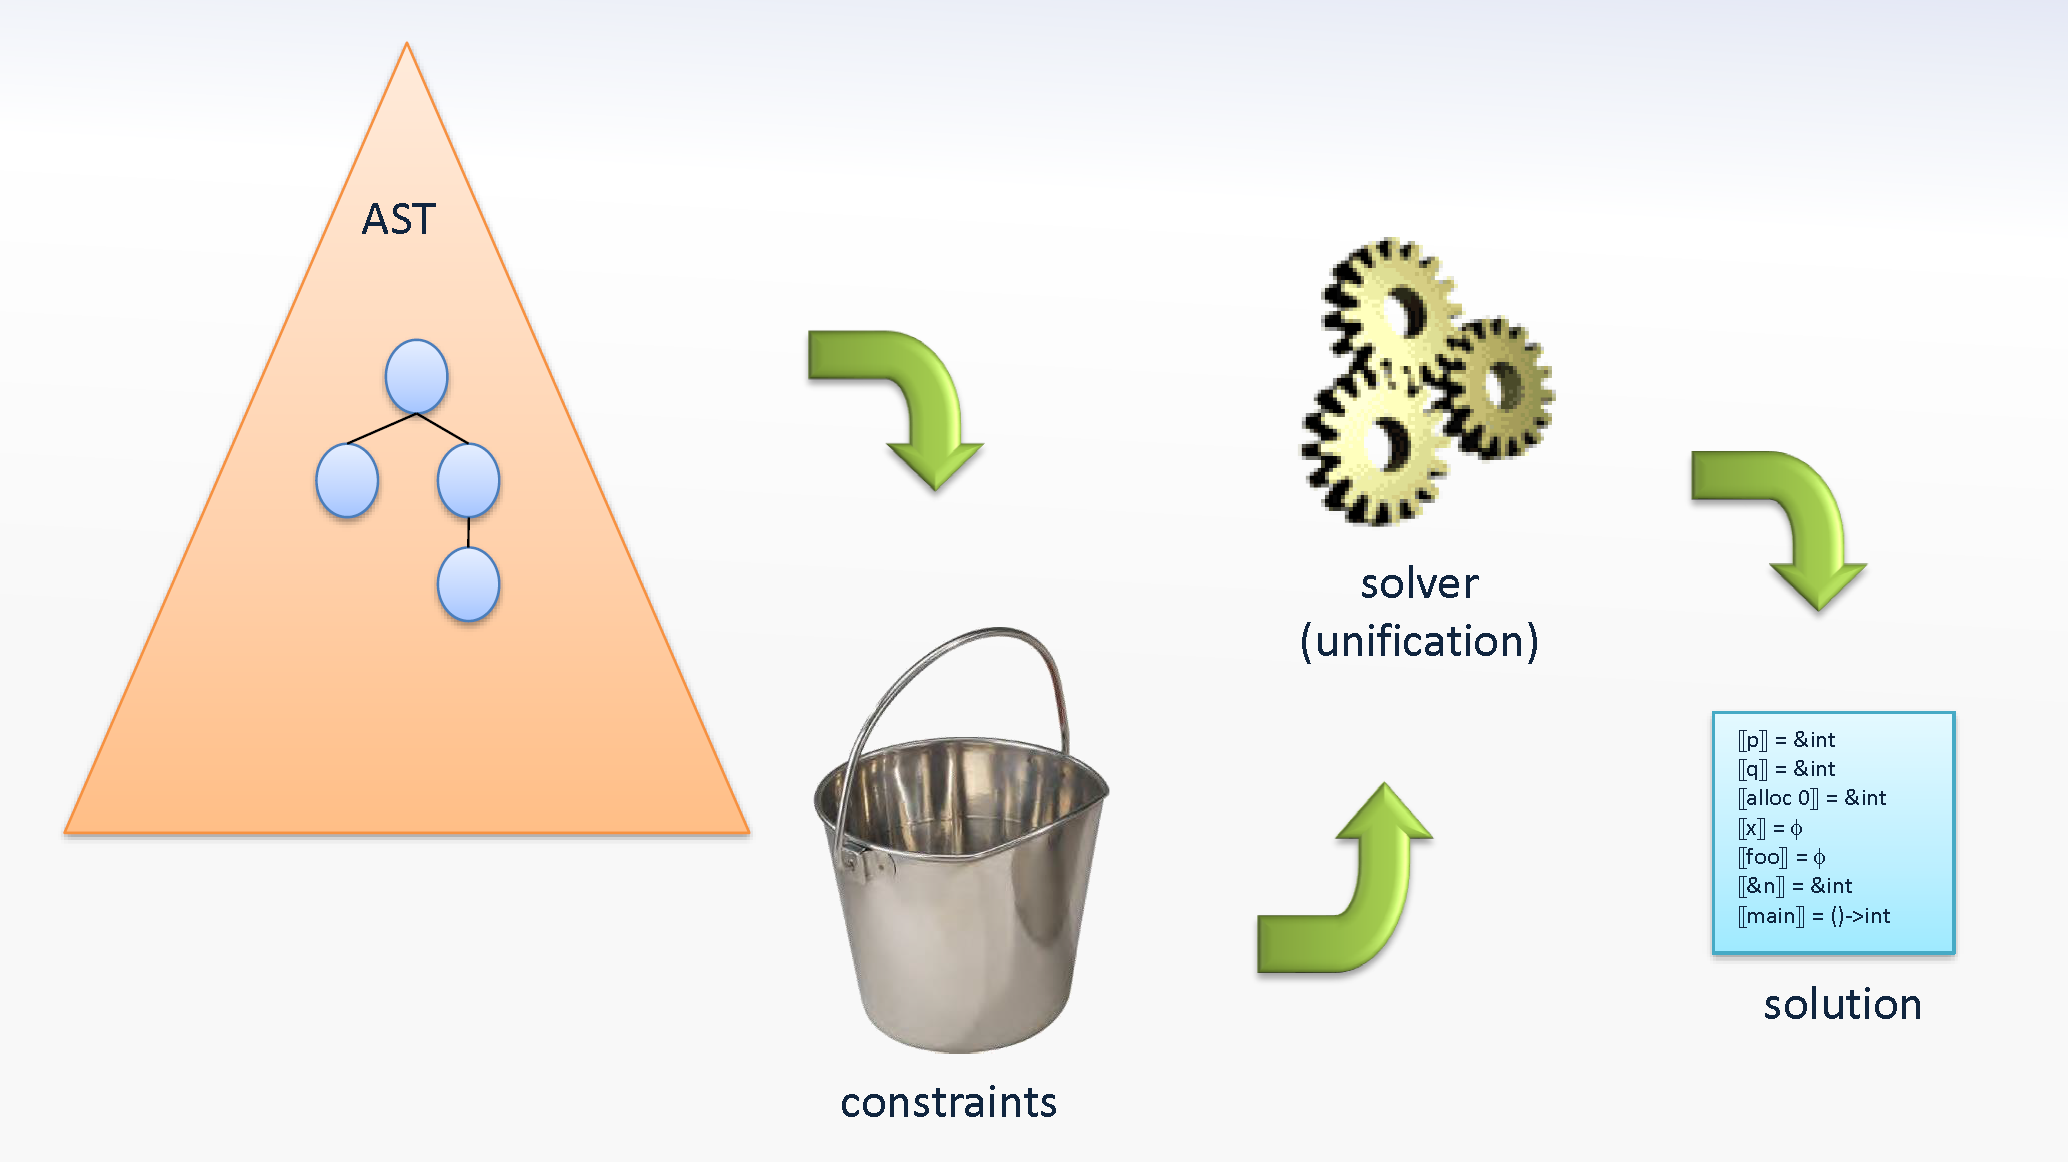 AST
solver
(unification)
constraints
⟦p⟧ = &int
⟦q⟧ = &int
⟦alloc 0⟧ = &int
⟦x⟧ = ϕ
⟦foo⟧ = ϕ
⟦&n⟧ = &int
⟦main⟧ = ()->int
solution